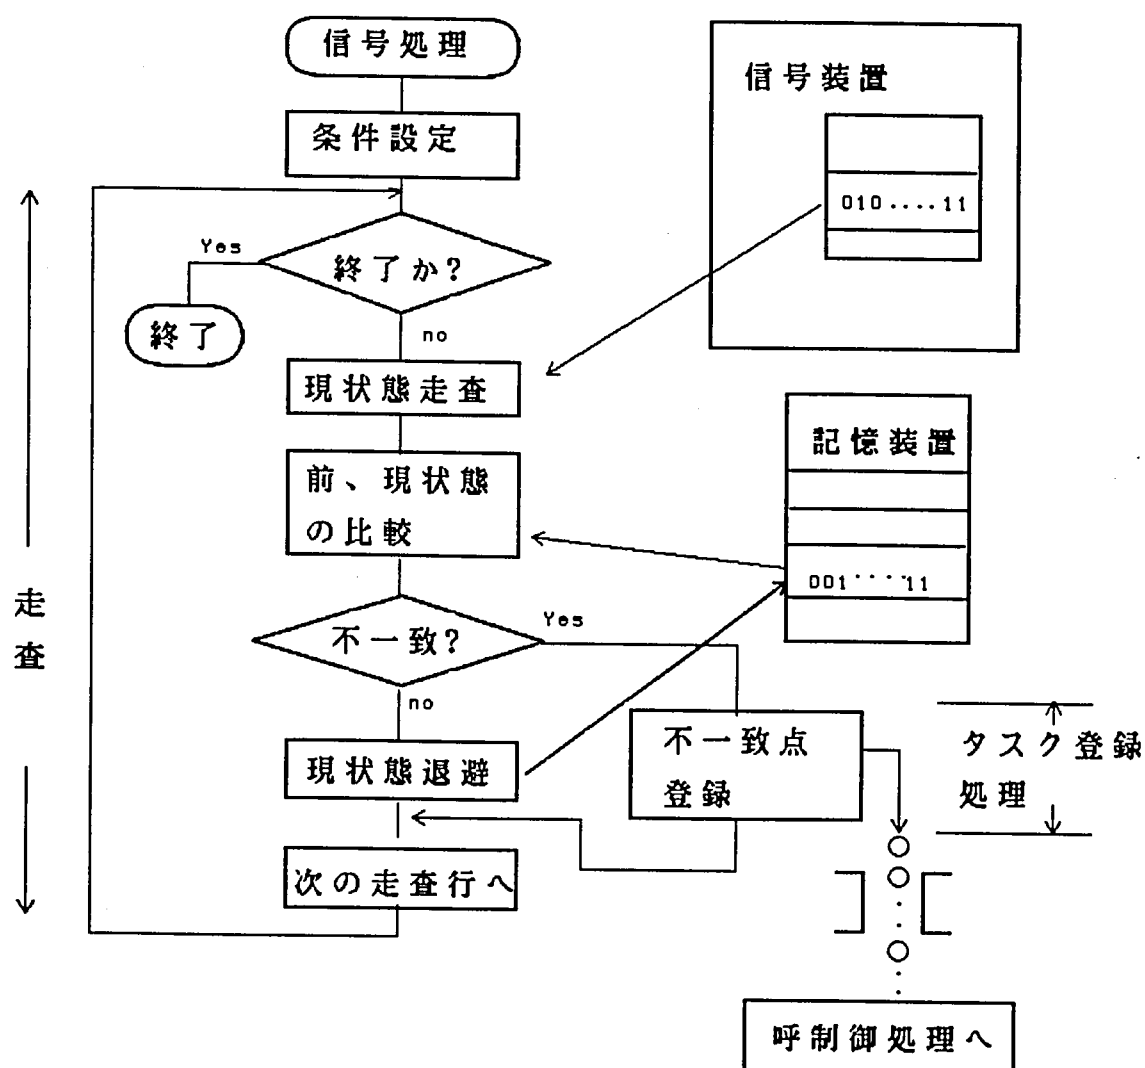 信号処理
条件設定
終了か?
Yes
終了
no
現状態走査
前、現状態
の比較
不一致?
Yes
no
現状態退避
次の走査行へ
走
査
信号装置
010....11
記憶装置
001····11
不一致点
登録
タスク登録
処理
呼制御処理へ